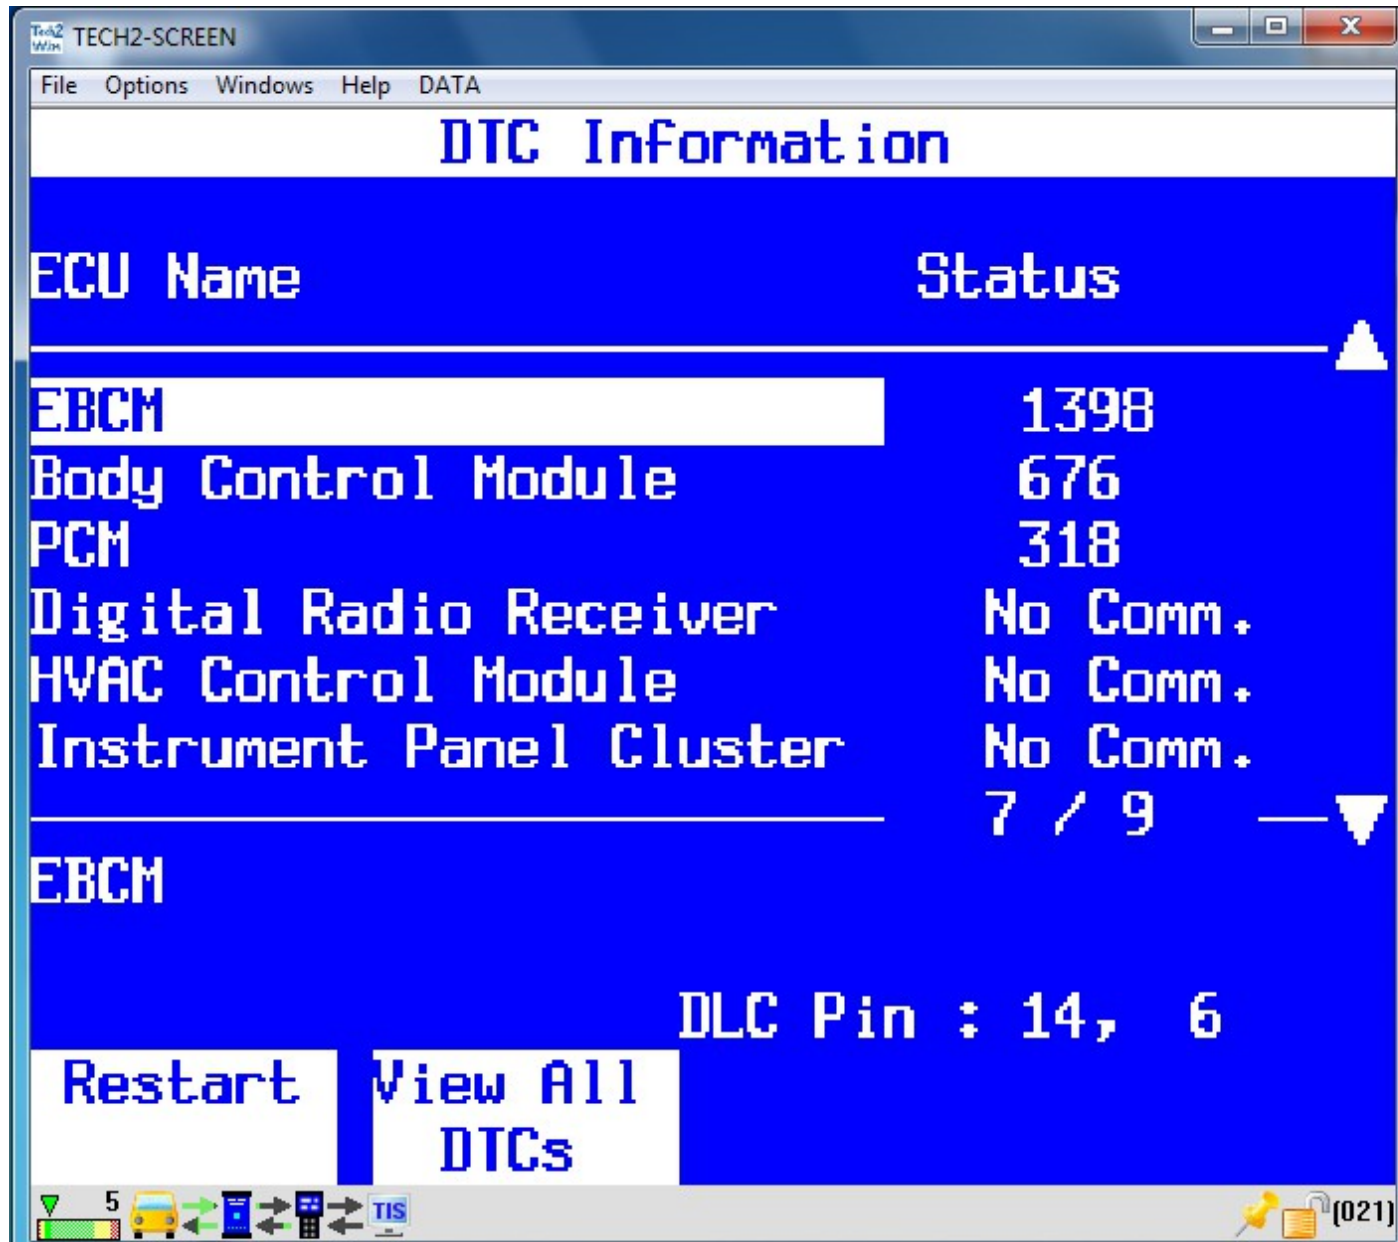 Tech2 Win TECH2-SCREEN
File Options Windows Help DATA
DTC Information
ECU Name Status
EBCM 1398
Body Control Module 676
PCM 318
Digital Radio Receiver No Comm.
HVAC Control Module No Comm.
Instrument Panel Cluster No Comm.
7 / 9
EBCM
DLC Pin : 14, 6
Restart View All
DTCs
5 TIS (021)